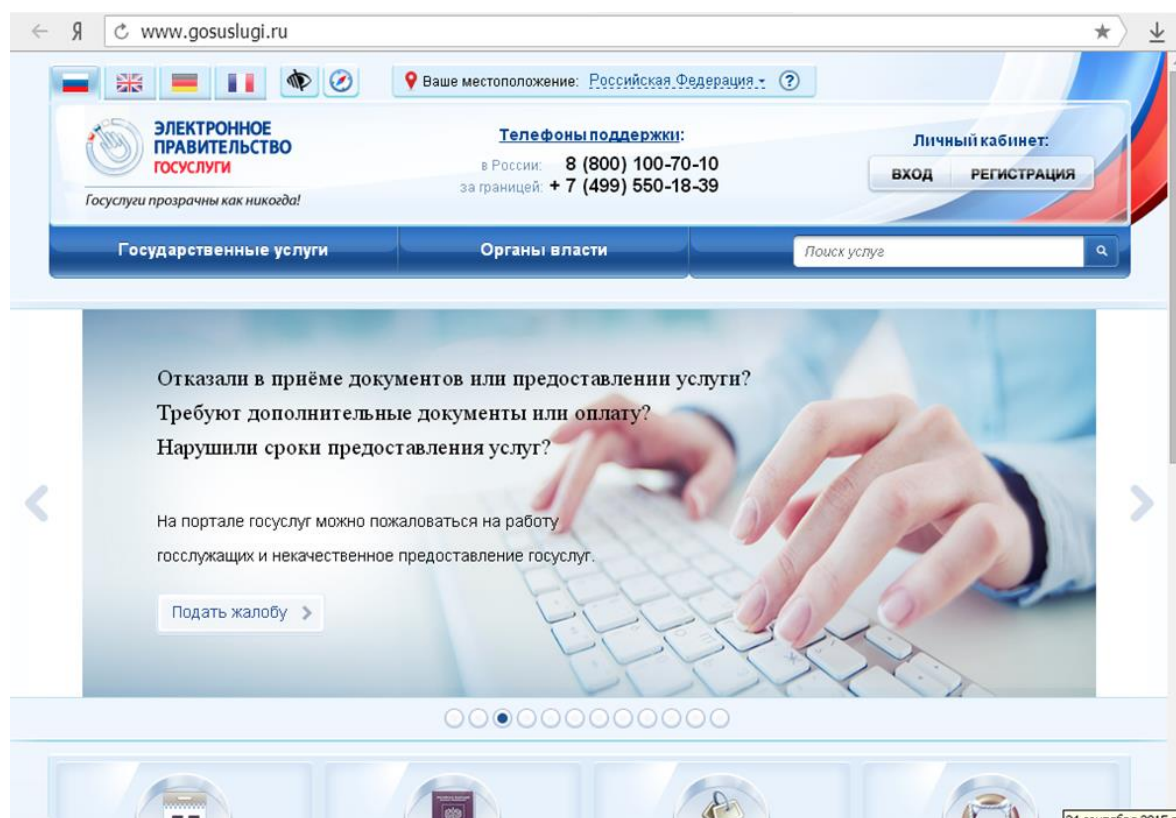 Я www.gosuslugi.ru
Ваше местоположение: Российская Федерация
ЭЛЕКТРОННОЕ
ПРАВИТЕЛЬСТВО
ГОСУСЛУГИ
Госуслуги прозрачны как никогда!
Телефоны поддержки:
в России: 8 (800) 100-70-10
за границей: + 7 (499) 550-18-39
Личный кабинет:
ВХОД РЕГИСТРАЦИЯ
Государственные услуги Органы власти Поиск услуг
Отказали в приёме документов или предоставлении услуги?
Требуют дополнительные документы или оплату?
Нарушили сроки предоставления услуг?
На портале госуслуг можно пожаловаться на работу
госслужащих и некачественное предоставление госуслуг.
Подать жалобу